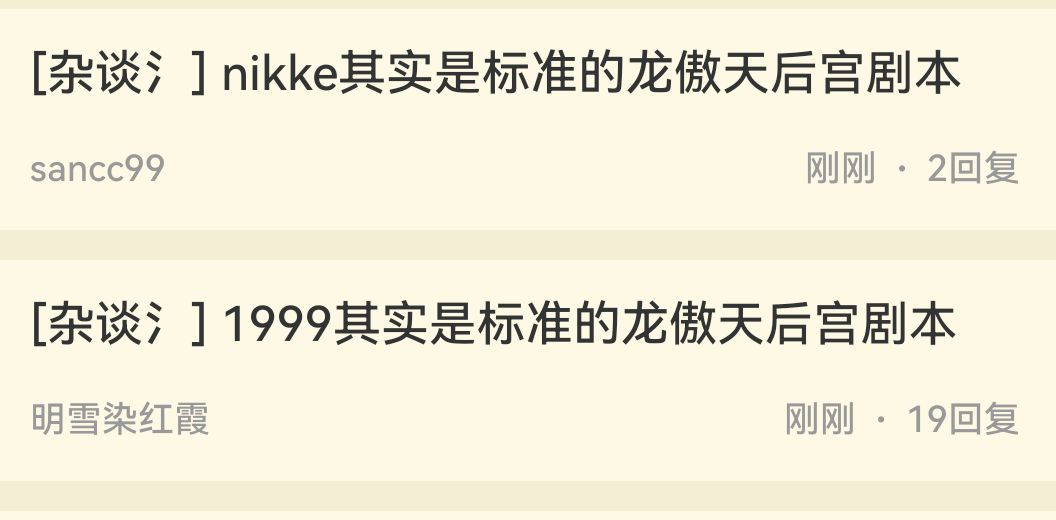 [杂谈氵] nikke其实是标准的龙傲天后宫剧本
sancc99
刚刚 · 2回复
[杂谈氵] 1999其实是标准的龙傲天后宫剧本
明雪染红霞
刚刚 · 19回复